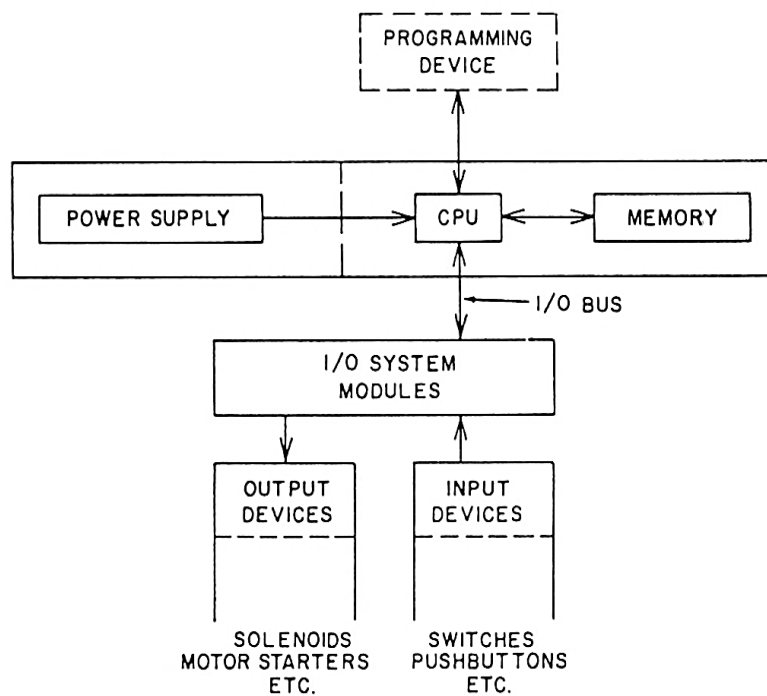 PROGRAMMING
DEVICE
POWER SUPPLY
CPU
MEMORY
I/O BUS
I/O SYSTEM
MODULES
OUTPUT
DEVICES
INPUT
DEVICES
SOLENOIDS
MOTOR STARTERS
ETC.
SWITCHES
PUSHBUTTONS
ETC.